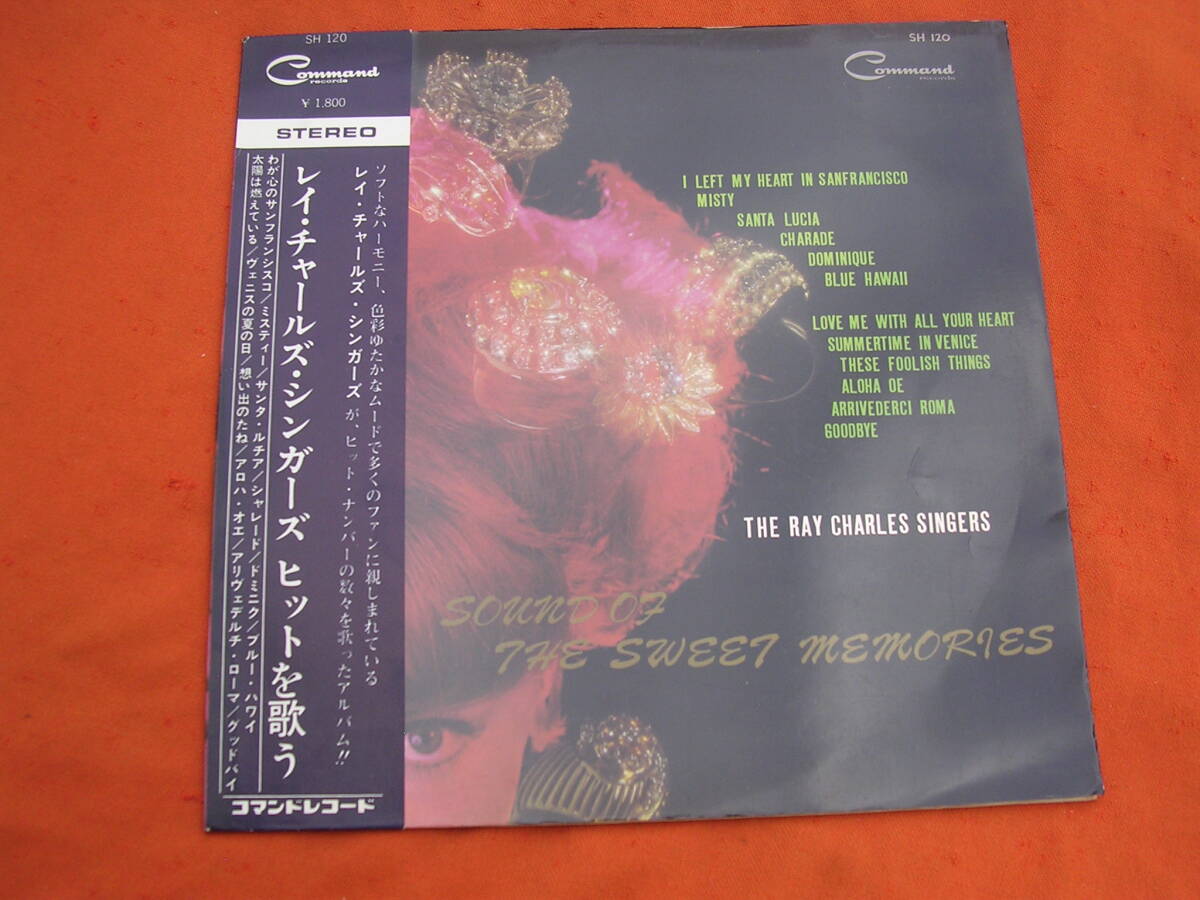 SH 120
Command
records
¥ 1.800
STEREO
ソフトなハーモニー、色彩ゆたかなムードで多くのファンに親しまれている
レイ・チャールズ・シンガーズ が、ヒット・ナンバーの数々を歌ったアルバム!!
レイ・チャールズ・シンガーズ ヒットを歌う
わが心のサンフランシスコ/ミスティー/サンタ・ルチア/シャレード/ドミニク/ブルー・ハワイ
太陽は燃えている/ヴェニスの夏の日/想い出のたね/アロハ・オエ/アリヴェデルチ・ローマ/グッドバイ
コマンドレコード
SH 120
Command
records
I LEFT MY HEART IN SANFRANCISCO
MISTY
SANTA LUCIA
CHARADE
DOMINIQUE
BLUE HAWAII
LOVE ME WITH ALL YOUR HEART
SUMMERTIME IN VENICE
THESE FOOLISH THINGS
ALOHA OE
ARRIVEDERCI ROMA
GOODBYE
THE RAY CHARLES SINGERS
SOUND OF
THE SWEET MEMORIES